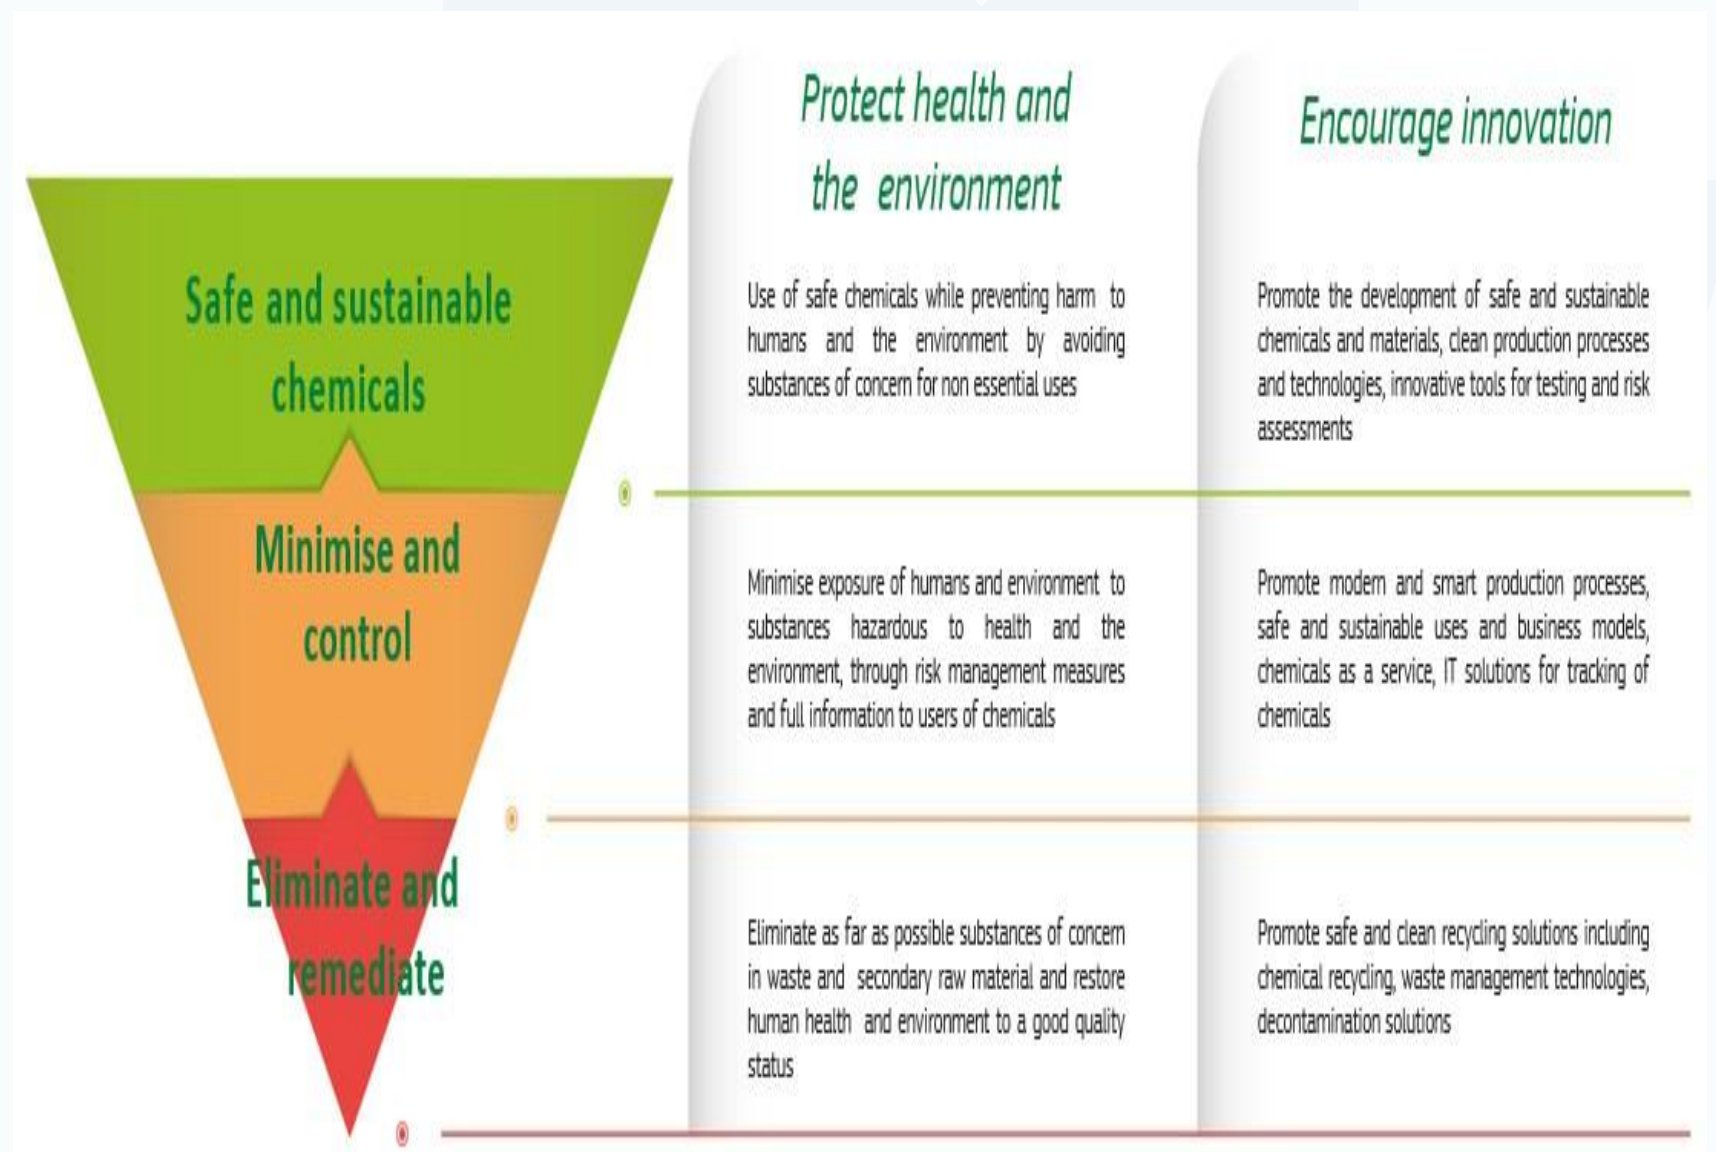 Protect health and
the environment
Encourage innovation
Safe and sustainable
chemicals
Use of safe chemicals while preventing harm to
humans and the environment by avoiding
substances of concern for non essential uses
Promote the development of safe and sustainable
chemicals and materials, clean production processes
and technologies, innovative tools for testing and risk
assessments
Minimise and
control
Minimise exposure of humans and environment to
substances hazardous to health and the
environment, through risk management measures
and full information to users of chemicals
Promote modern and smart production processes,
safe and sustainable uses and business models,
chemicals as a service, IT solutions for tracking of
chemicals
Eliminate and
remediate
Eliminate as far as possible substances of concern
in waste and secondary raw material and restore
human health and environment to a good quality
status
Promote safe and clean recycling solutions including
chemical recycling, waste management technologies,
decontamination solutions